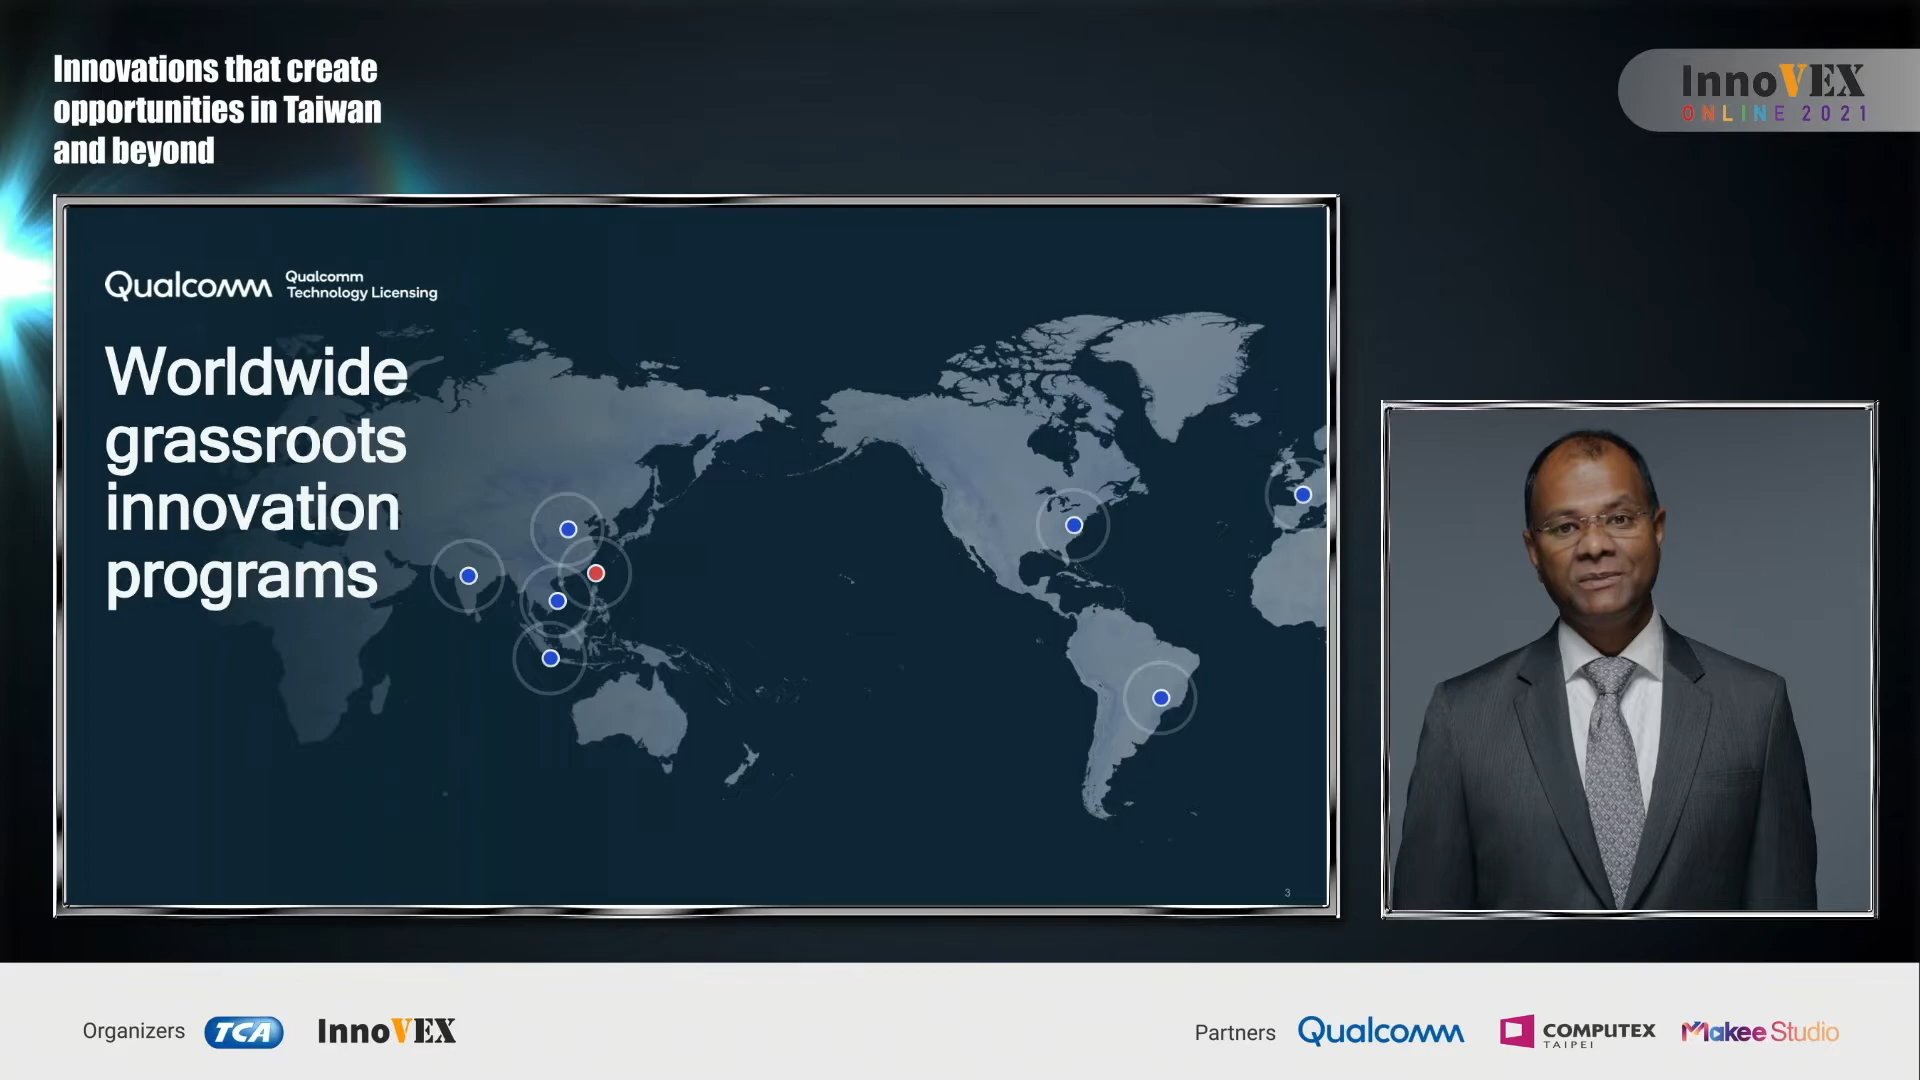 Innovations that create
opportunities in Taiwan
and beyond
InnoVEX
ONLINE 2021
Qualcomm
Qualcomm
Technology Licensing
Worldwide
grassroots
innovation
programs
3
Organizers
TCA
InnoVEX
Partners
Qualcomm
COMPUTEX
TAIPEI
Makee Studio